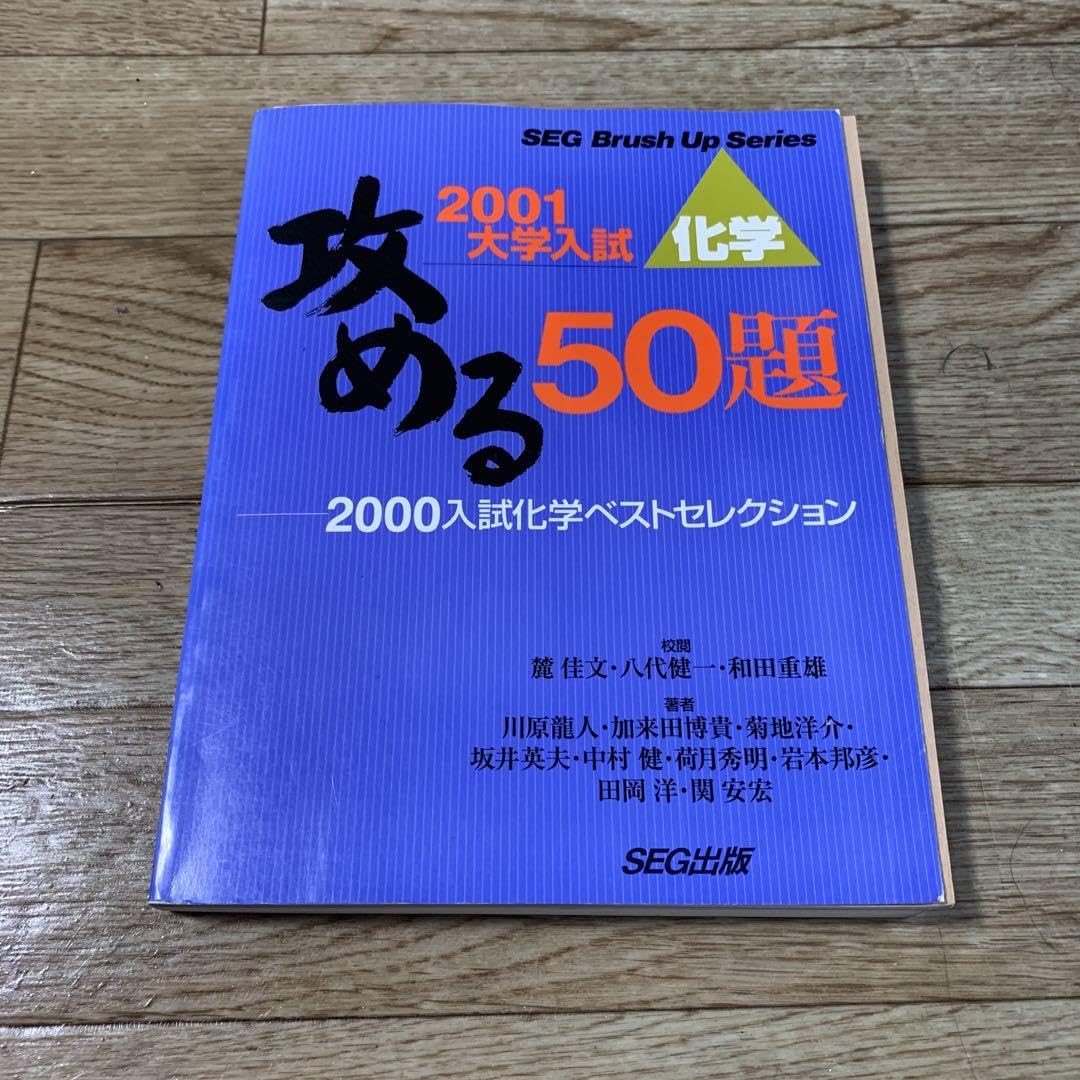 SEG Brush Up Series
2001
大学入試
化学
攻める
50題
2000入試化学ベストセレクション
校閲
麓 佳文・八代健一・和田重雄
著者
川原龍人・加来田博貴・菊地洋介・
坂井英夫・中村 健・荷月秀明・岩本邦彦・
田岡 洋・関 安宏
SEG出版